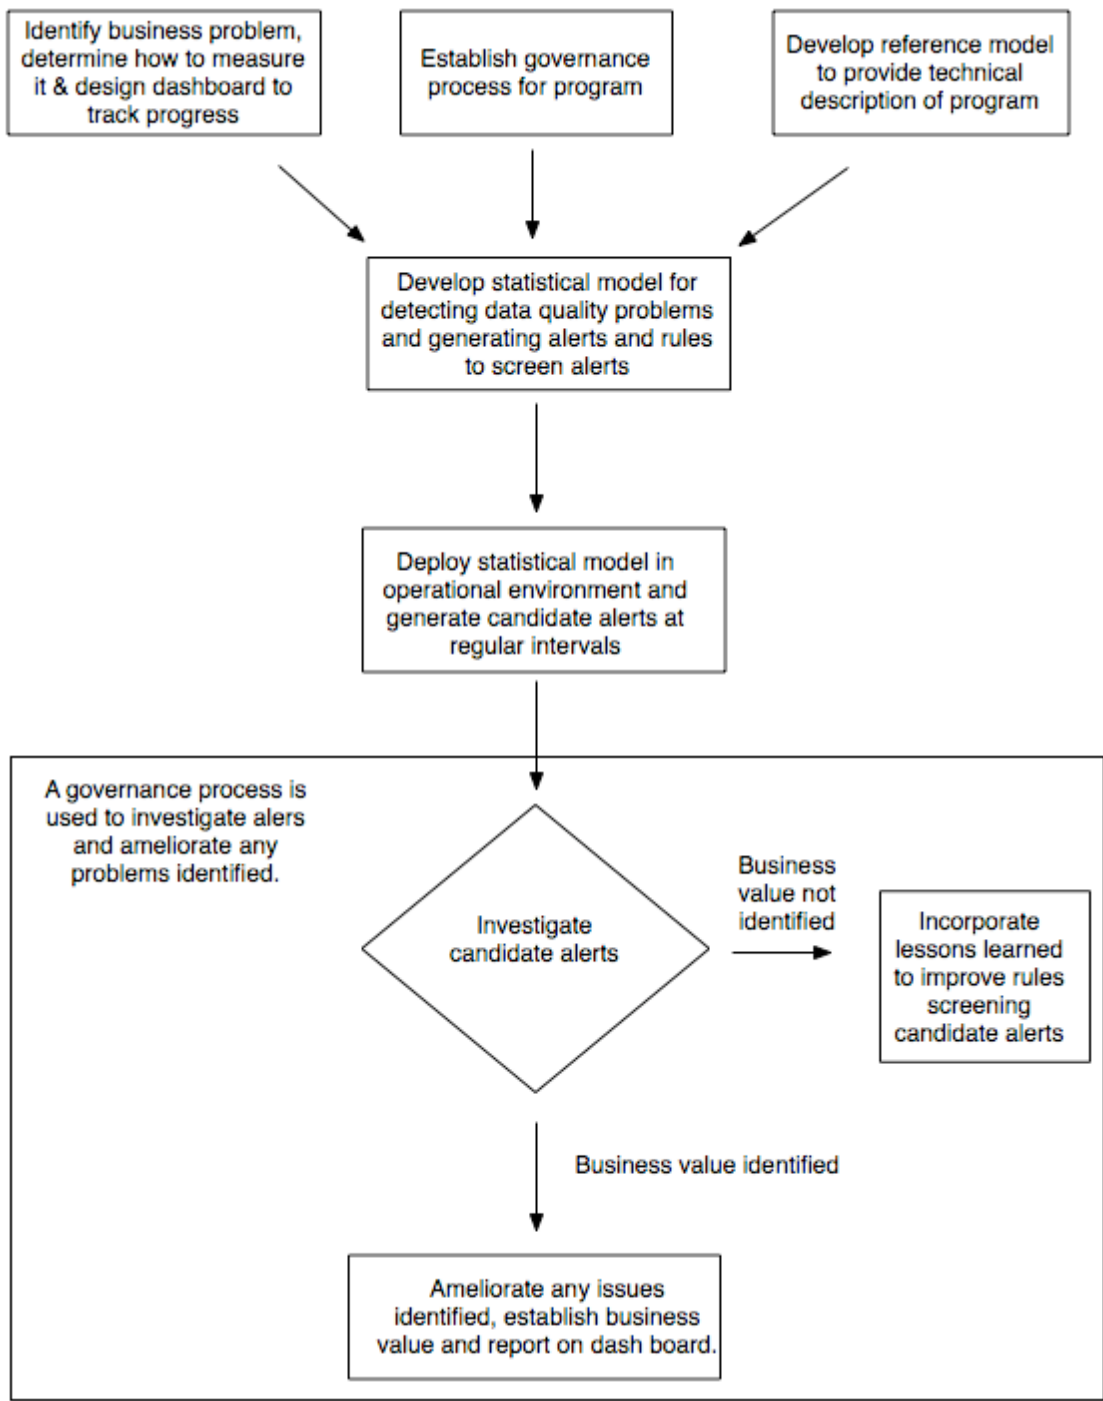 Identify business problem,
determine how to measure
it & design dashboard to
track progress
Establish governance
process for program
Develop reference model
to provide technical
description of program
Develop statistical model for
detecting data quality problems
and generating alerts and rules
to screen alerts
Deploy statistical model in
operational environment and
generate candidate alerts at
regular intervals
A governance process is
used to investigate alers
and ameliorate any
problems identified.
Investigate
candidate alerts
Business
value not
identified
Incorporate
lessons learned
to improve rules
screening
candidate alerts
Business value identified
Ameliorate any issues
identified, establish business
value and report on dash board.